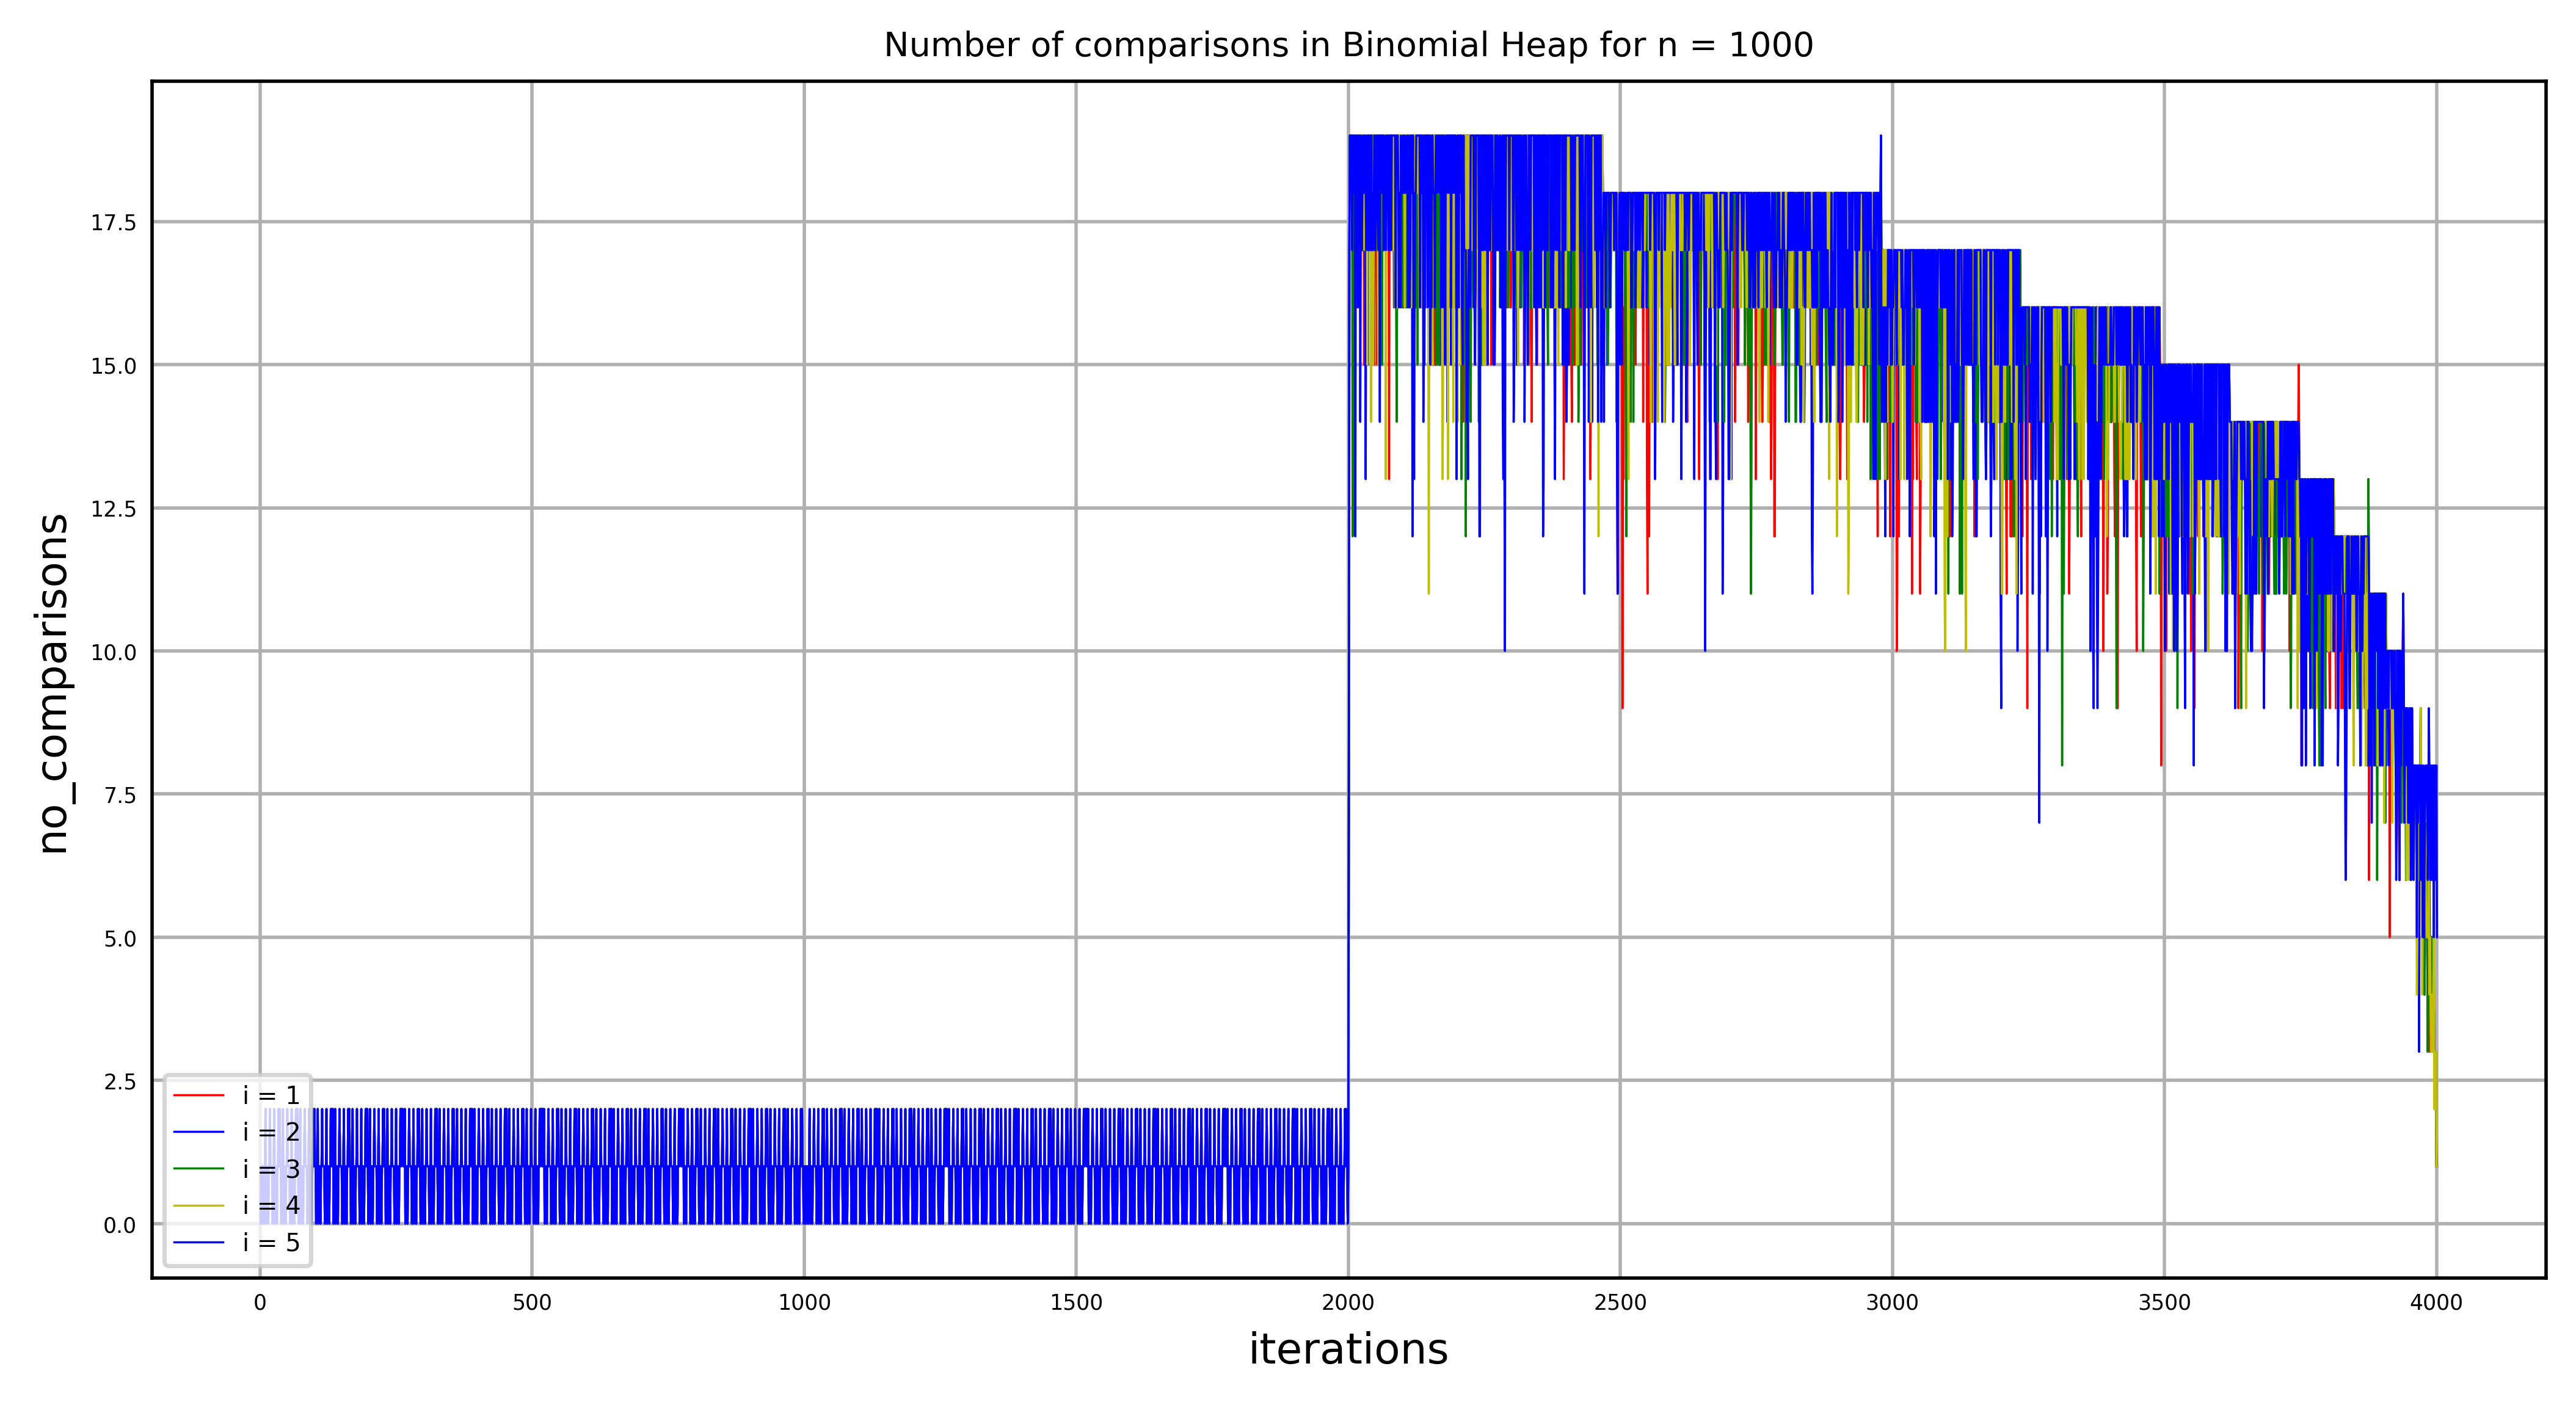 Number of comparisons in Binomial Heap for n = 1000
17.5
15.0
12.5
10.0
7.5
5.0
2.5
0.0
no_comparisons
i = 1
i = 2
i = 3
i = 4
i = 5
0 500 1000 1500 2000 2500 3000 3500 4000
iterations